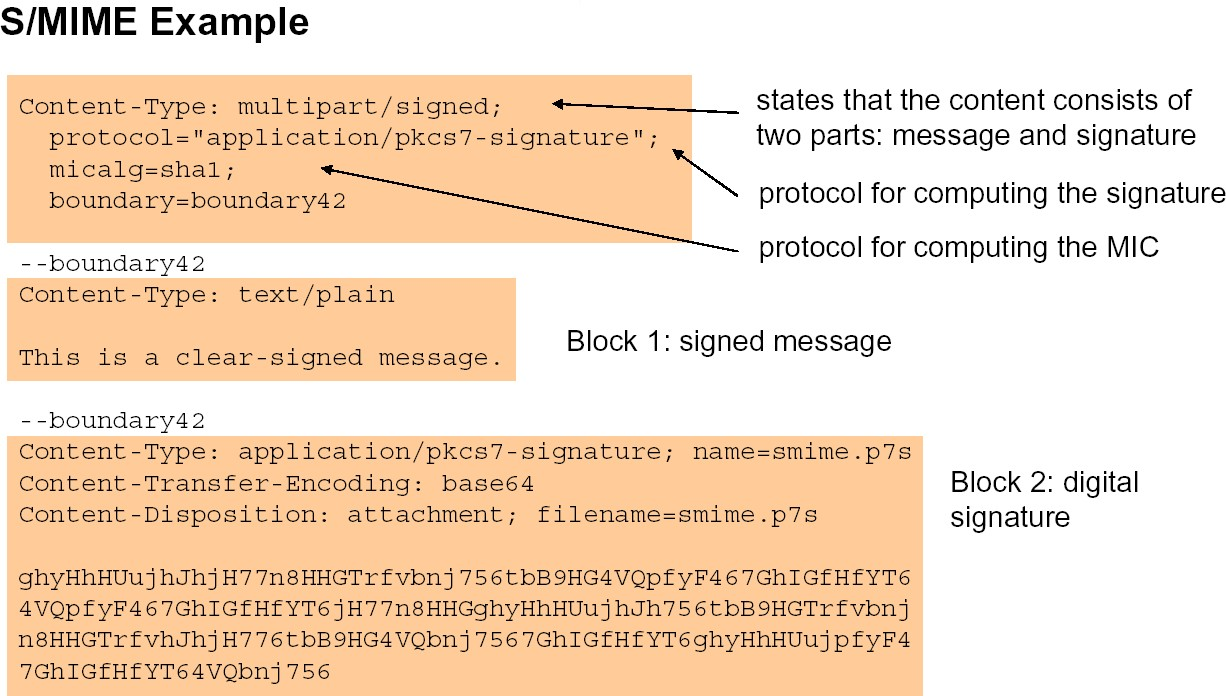 S/MIME Example
Content-Type: multipart/signed;
protocol="application/pkcs7-signature";
micalg=sha1;
boundary=boundary42
states that the content consists of
two parts: message and signature
protocol for computing the signature
protocol for computing the MIC
--boundary42
Content-Type: text/plain
This is a clear-signed message.
Block 1: signed message
--boundary42
Content-Type: application/pkcs7-signature; name=smime.p7s
Content-Transfer-Encoding: base64
Content-Disposition: attachment; filename=smime.p7s
Block 2: digital
signature
ghyHhHUujhJhjH77n8HHGTrfvbnj756tbB9HG4VQpfyF467GhIGfHfYT6
4VQpfyF467GhIGfHfYT6jH77n8HHGghyHhHUujhJh756tbB9HGTrfvbnj
n8HHGTrfvhJhjH776tbB9HG4VQbnj7567GhIGfHfYT6ghyHhHUujpfyF4
7GhIGfHfYT64VQbnj756